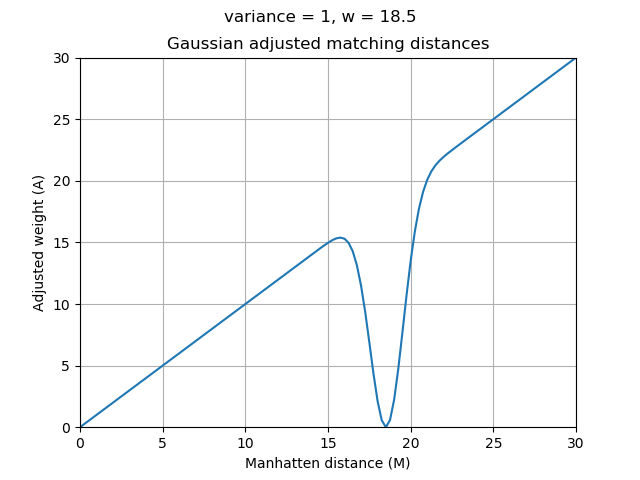 variance = 1, w = 18.5
Gaussian adjusted matching distances
30
25
20
15
10
5
0
Adjusted weight (A)
0 5 10 15 20 25 30
Manhatten distance (M)